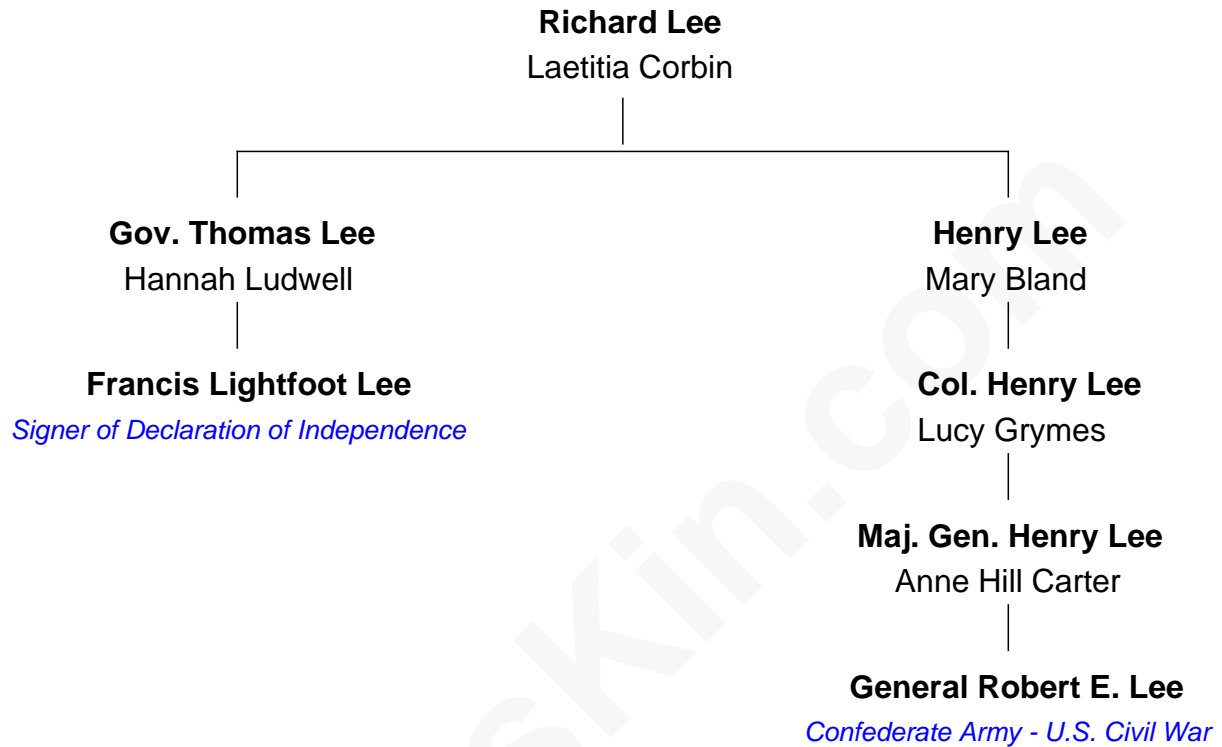 Richard Lee
Laetitia Corbin
Gov. Thomas Lee
Hannah Ludwell
Francis Lightfoot Lee
Signer of Declaration of Independence
Henry Lee
Mary Bland
Col. Henry Lee
Lucy Grymes
Maj. Gen. Henry Lee
Anne Hill Carter
General Robert E. Lee
Confederate Army - U.S. Civil War
sKin.com